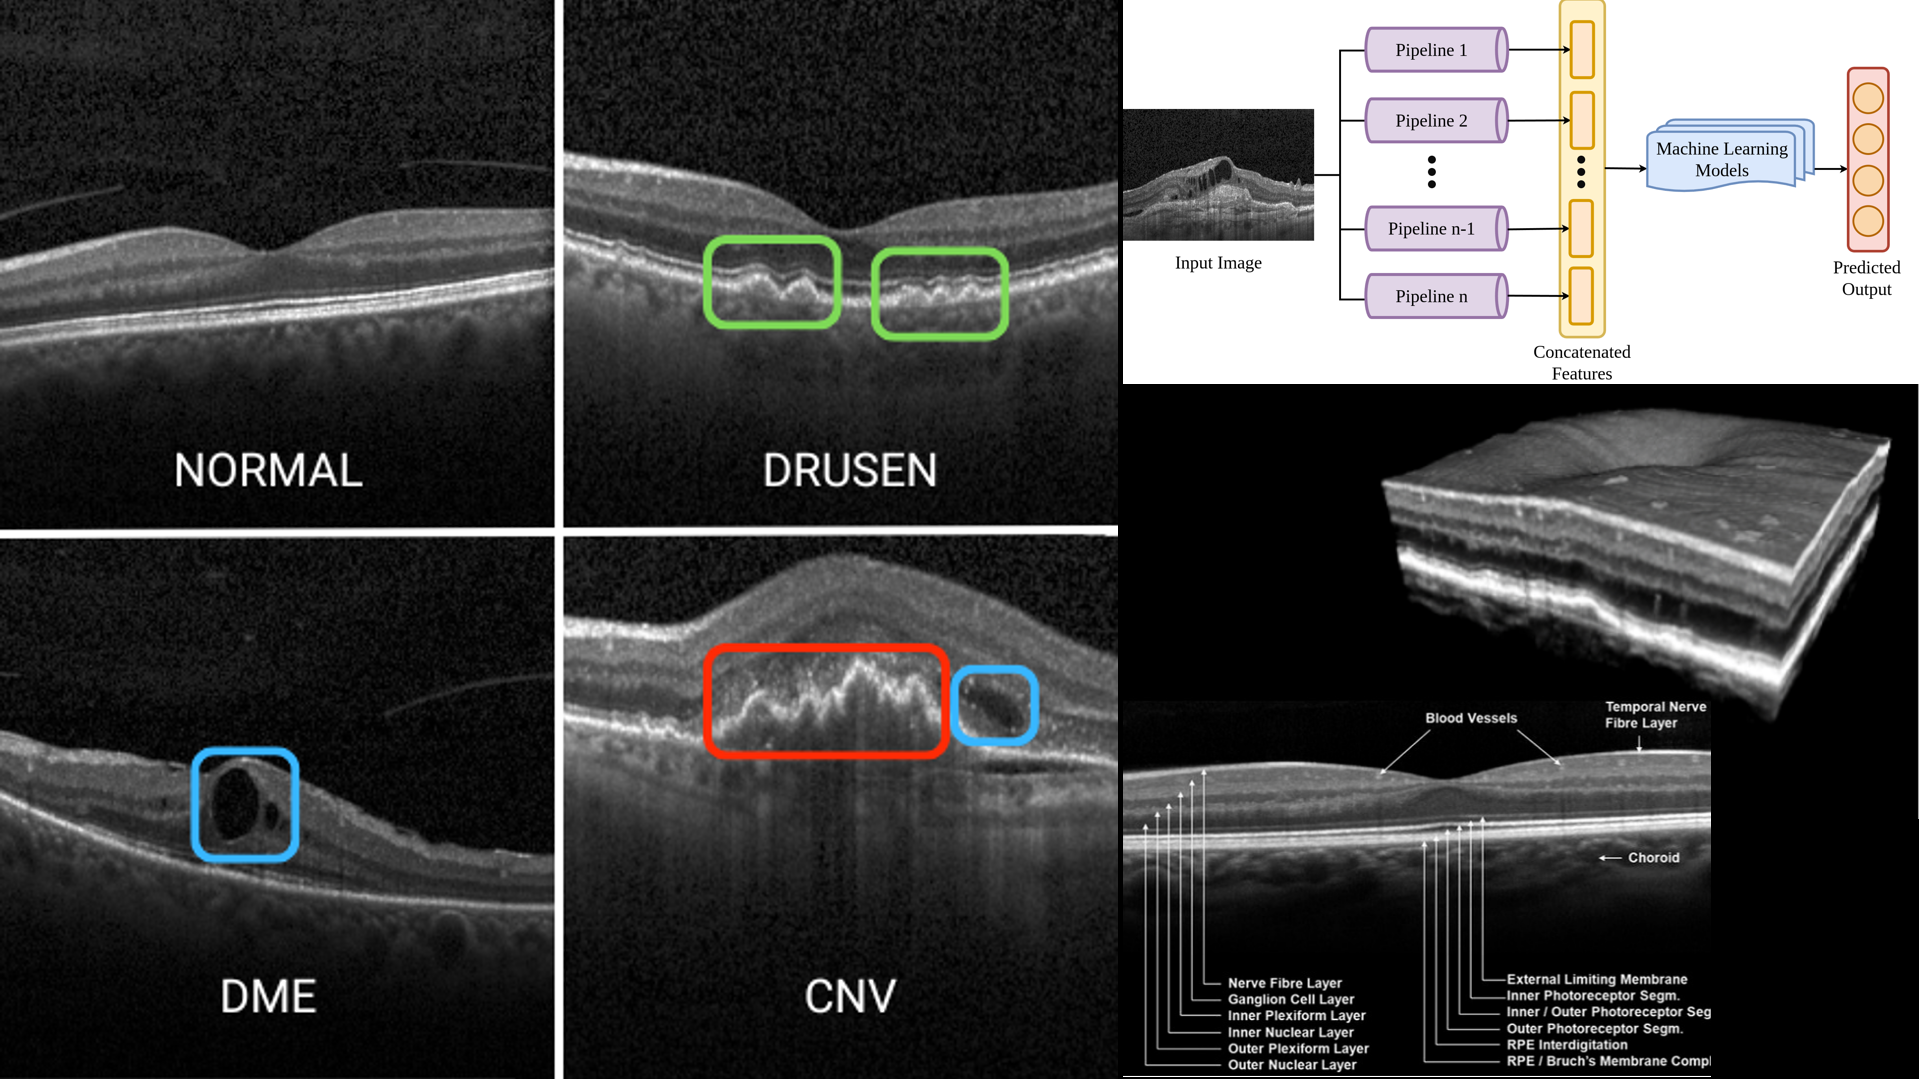 NORMAL
DRUSEN
DME
CNV
Pipeline 1
Pipeline 2
Pipeline n-1
Pipeline n
Input Image
Machine Learning
Models
Predicted
Output
Concatenated
Features
Blood Vessels
Temporal Nerve
Fibre Layer
Choroid
Nerve Fibre Layer
Ganglion Cell Layer
Inner Plexiform Layer
Inner Nuclear Layer
Outer Plexiform Layer
Outer Nuclear Layer
External Limiting Membrane
Inner Photoreceptor Segm.
Inner / Outer Photoreceptor Seg
Outer Photoreceptor Segm.
RPE Interdigitation
RPE / Bruch's Membrane Compl